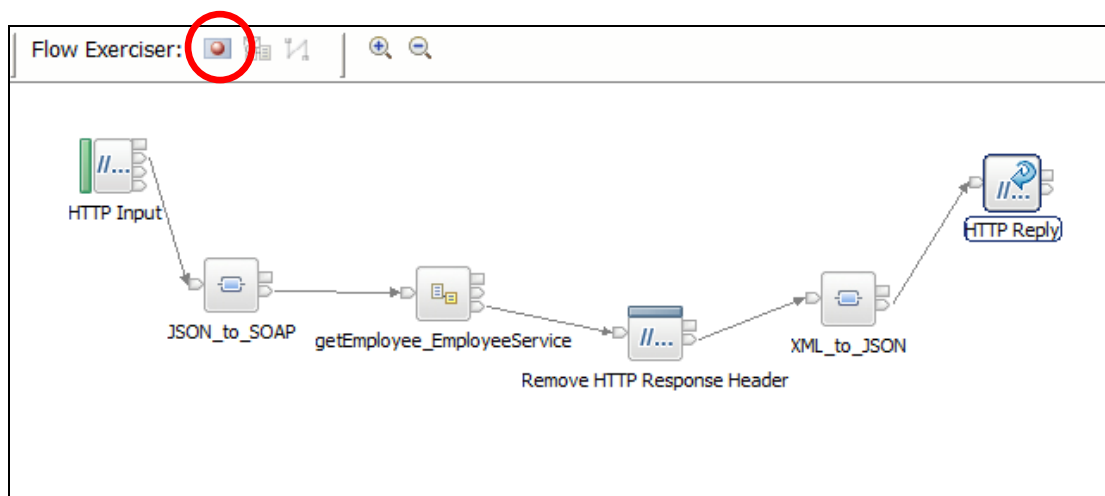 Flow Exerciser:
//...
HTTP Input
//...
HTTP Reply
JSON_to_SOAP
getEmployee_EmployeeService
//...
Remove HTTP Response Header
XML_to_JSON